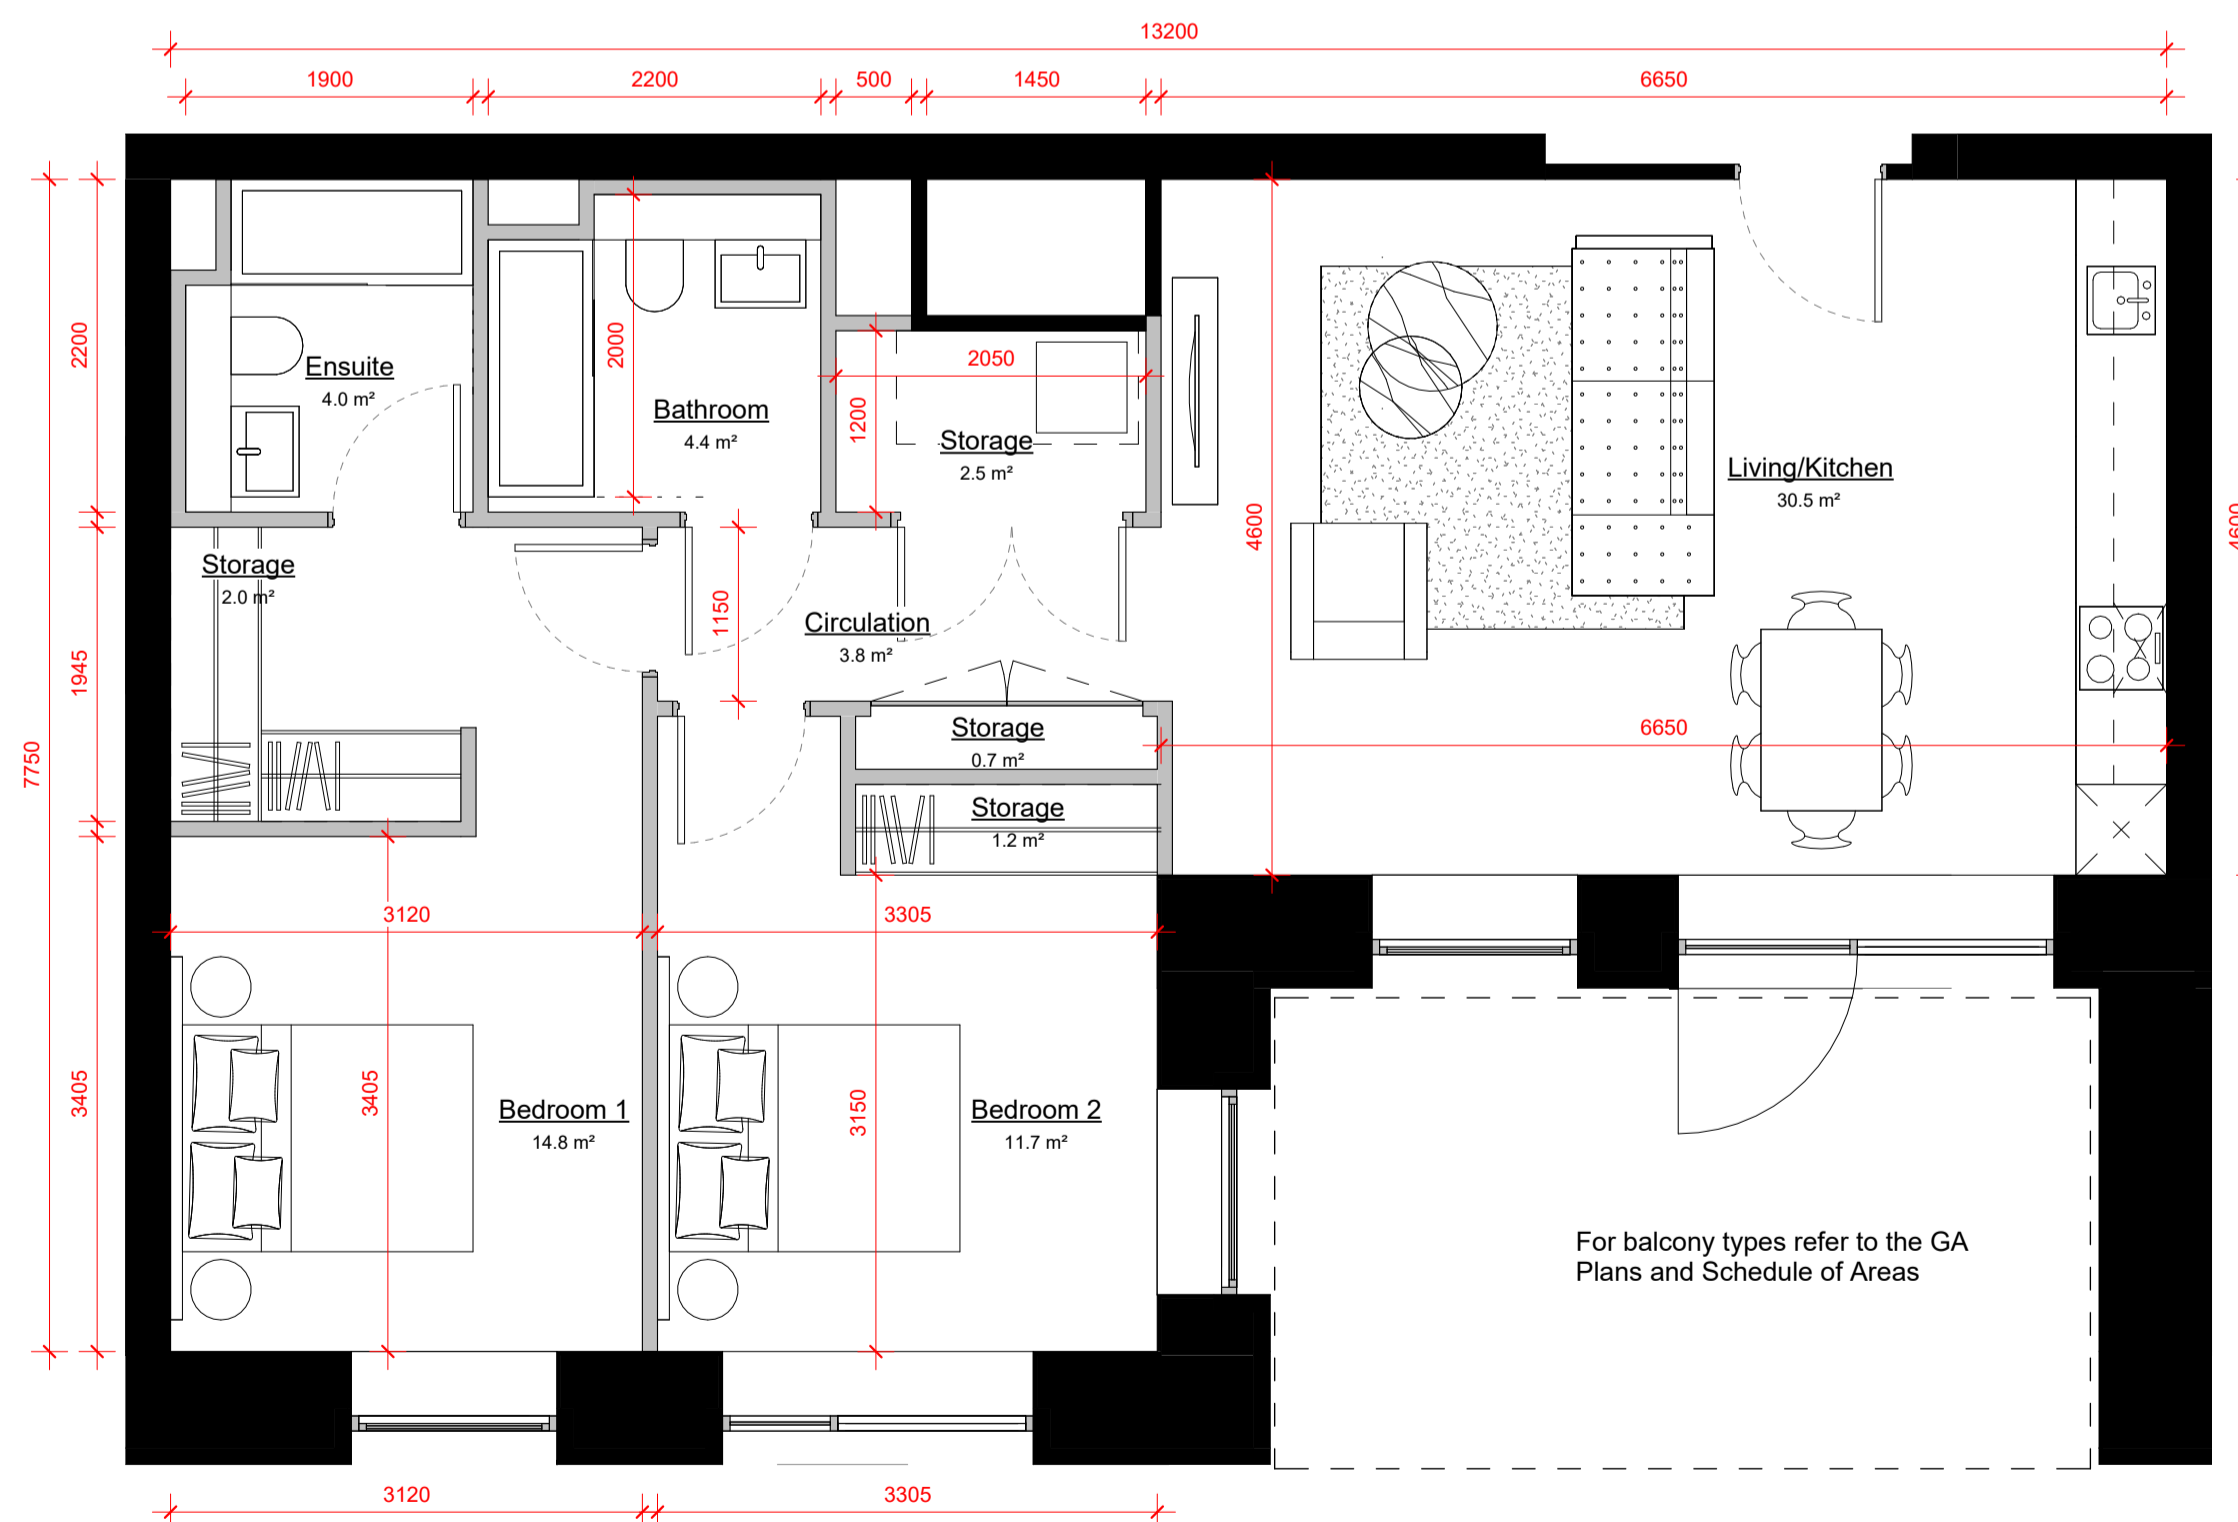 13200
1900
2200
500
1450
6650
7750
2200
1945
3405
Ensuite
4.0 m²
2000
Bathroom
4.4 m²
2050
1200
Storage
2.5 m²
4600
Living/Kitchen
30.5 m²
4600
Storage
2.0 m²
1150
Circulation
3.8 m²
Storage
0.7 m²
6650
Storage
1.2 m²
3120
3305
3405
Bedroom 1
14.8 m²
3150
Bedroom 2
11.7 m²
For balcony types refer to the GA
Plans and Schedule of Areas
3120
3305